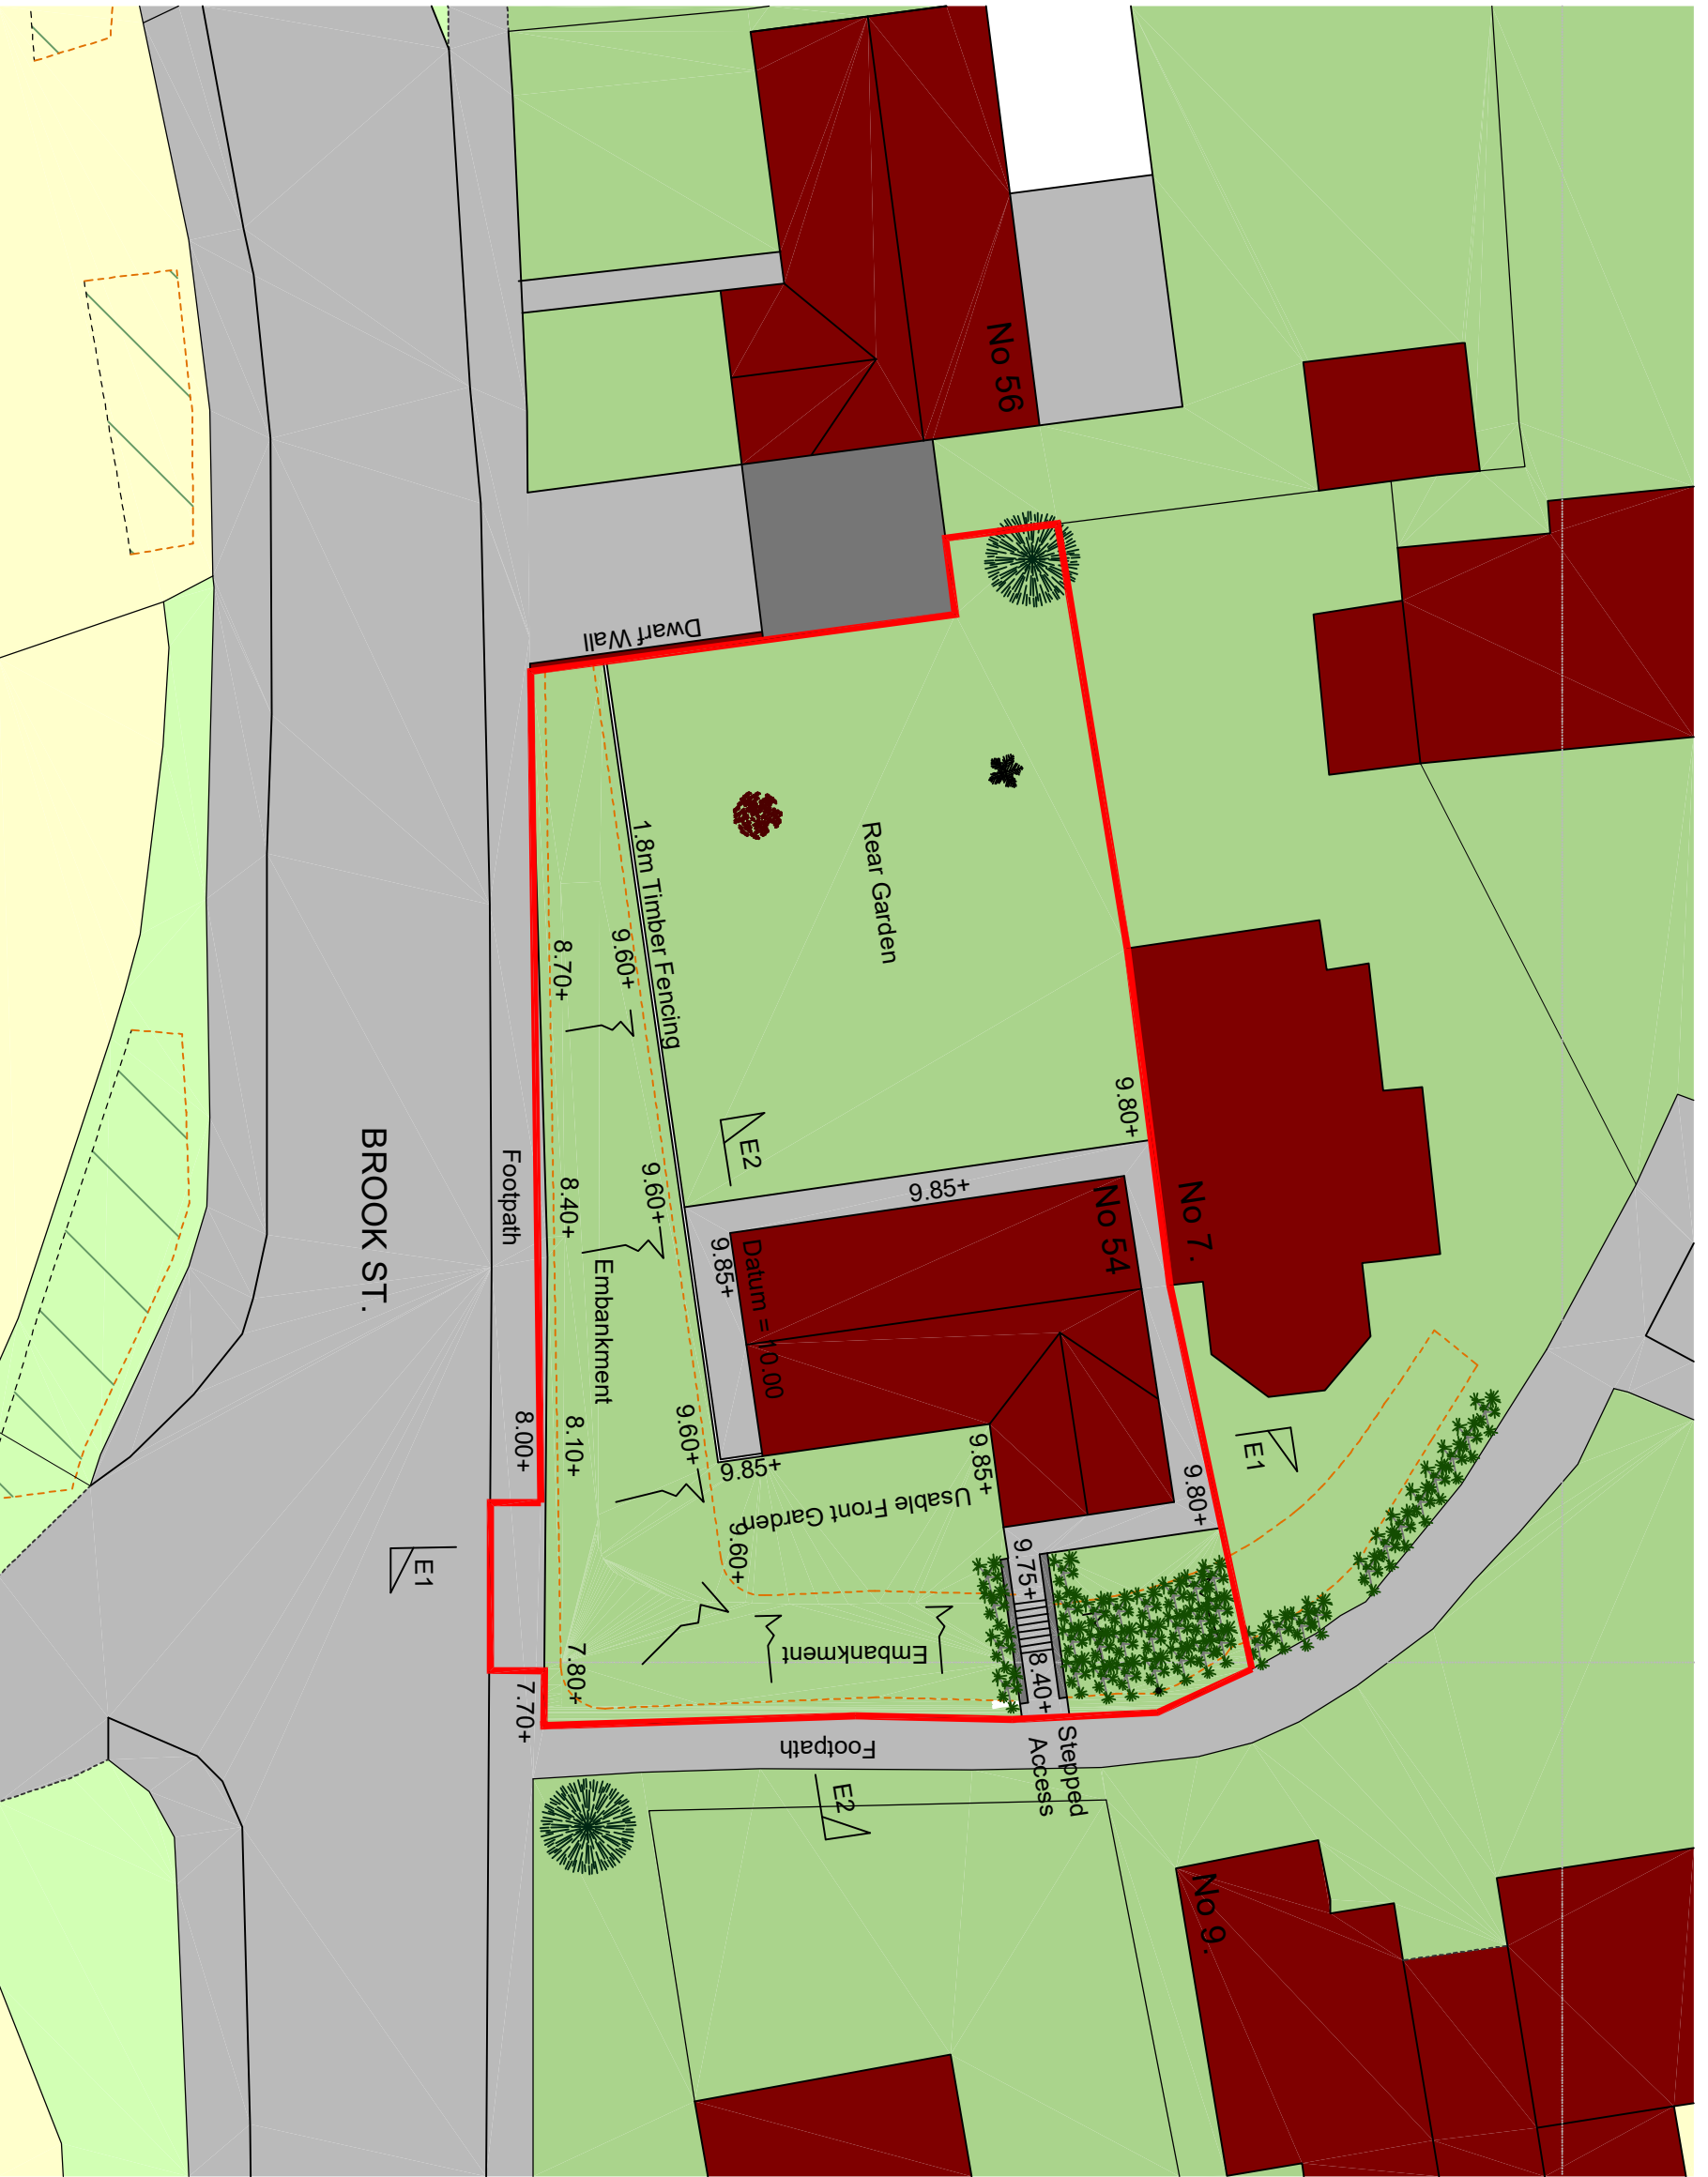 No 56
Dwarf Wall
Rear Garden
1.8m Timber Fencing
9.60+
8.70+
9.80+
E2
9.85+
No 54
No 7.
9.60+
8.40+
Footpath
BROOK ST.
9.85+
Datum = 10.00
Embankment
8.00+
8.10+
9.60+
9.85+
9.85+
Usable Front Garden
9.80+
E1
E1
9.60+
9.75+
Embankment
8.40+
7.80+
7.70+
Footpath
Stepped
Access
E2
No 9.